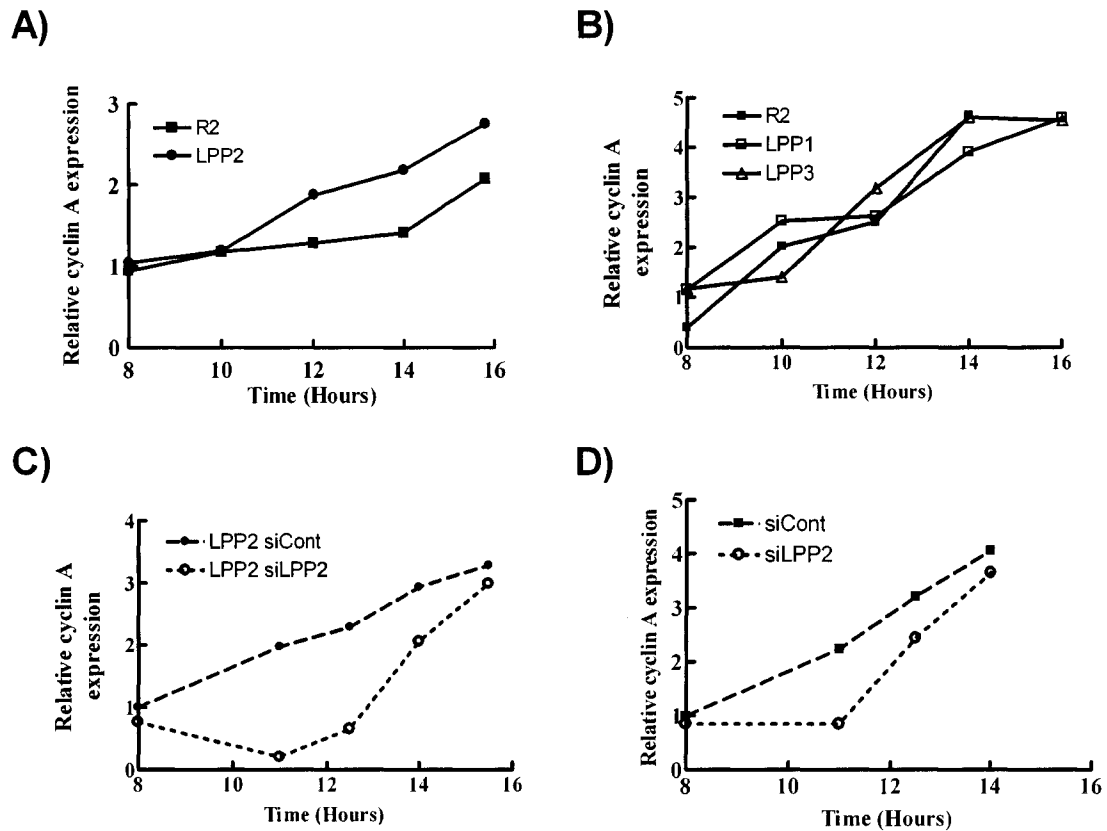 A)
Relative cyclin A expression
3
2
1
0
R2
LPP2
8
10
12
14
16
Time (Hours)
B)
Relative cyclin A
expression
5
4
3
2
1
0
R2
LPP1
LPP3
8
10
12
14
16
Time (Hours)
C)
Relative cyclin A
expression
4
3
2
1
0
LPP2 siCont
LPP2 siLPP2
8
10
12
14
16
Time (Hours)
D)
Relative cyclin A expression
5
4
3
2
1
0
siCont
siLPP2
8
10
12
14
16
Time (Hours)